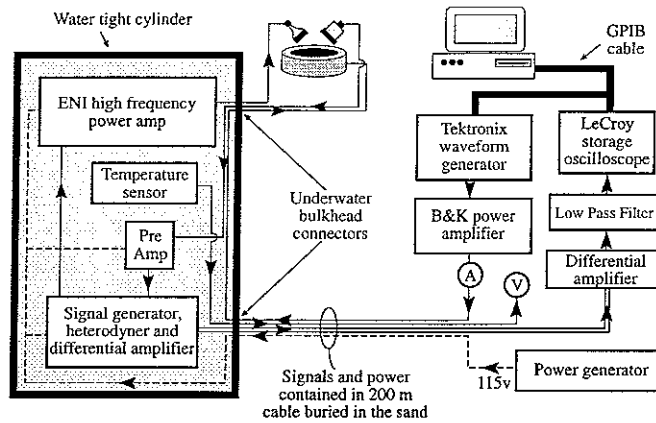 Water tight cylinder
GPIB
cable
ENI high frequency
power amp
Tektronix
waveform
generator
LeCroy
storage
oscilloscope
Temperature
sensor
Underwater
bulkhead
connectors
B&K power
amplifier
Low Pass Filter
Pre
Amp
Differential
amplifier
A
V
Signal generator,
heterodyner and
differential amplifier
Signals and power
contained in 200 m
cable buried in the sand
115v
Power generator